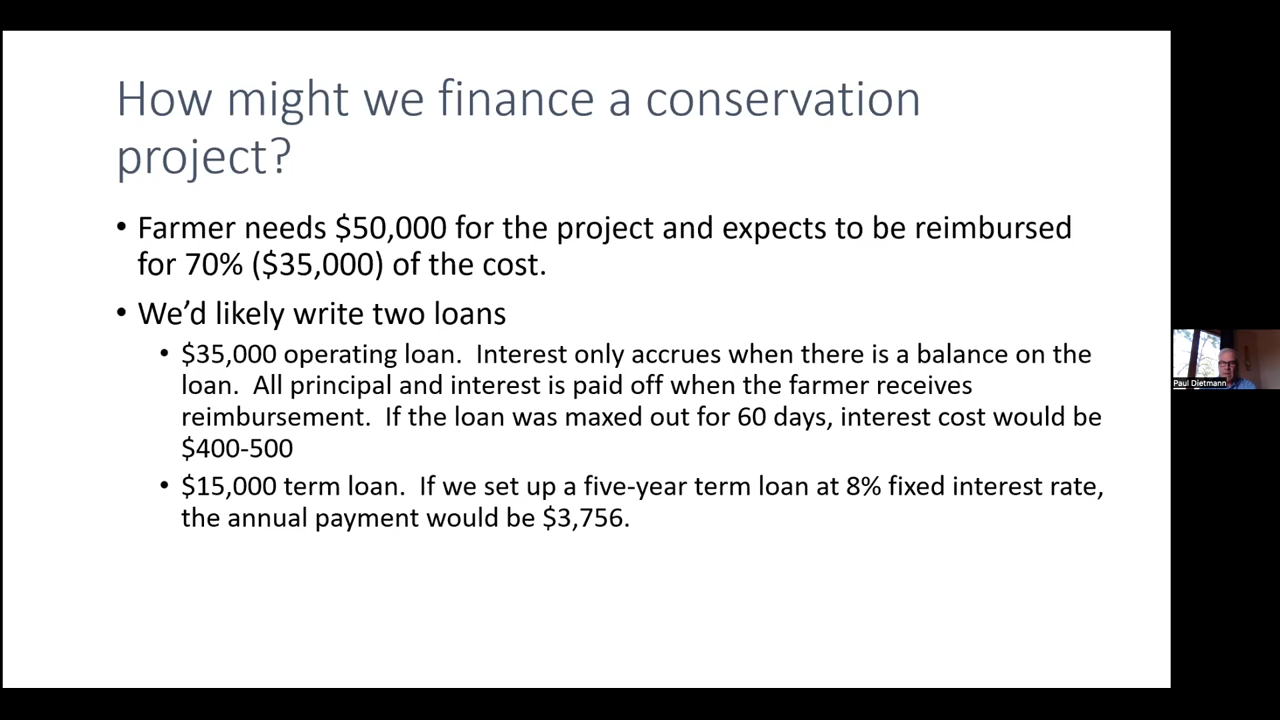 How might we finance a conservation
project?
• Farmer needs $50,000 for the project and expects to be reimbursed
for 70% ($35,000) of the cost.
• We’d likely write two loans
• $35,000 operating loan.  Interest only accrues when there is a balance on the
loan.  All principal and interest is paid off when the farmer receives
reimbursement.  If the loan was maxed out for 60 days, interest cost would be
$400-500
• $15,000 term loan.  If we set up a five-year term loan at 8% fixed interest rate,
the annual payment would be $3,756.
Paul Dietmann